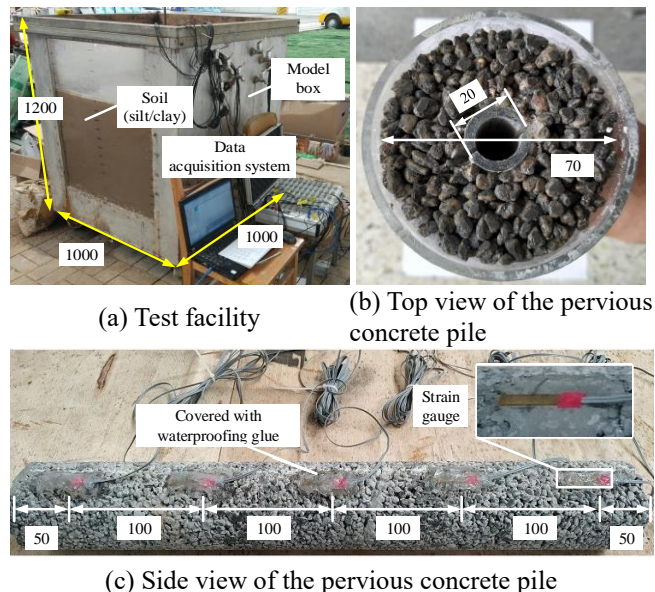 1200
Soil
(silt/clay)
Model
box
Data
acquisition system
1000
1000
20
70
(a) Test facility
(b) Top view of the pervious
concrete pile
Covered with
waterproofing glue
Strain
gauge
50
100
100
100
100
50
(c) Side view of the pervious concrete pile